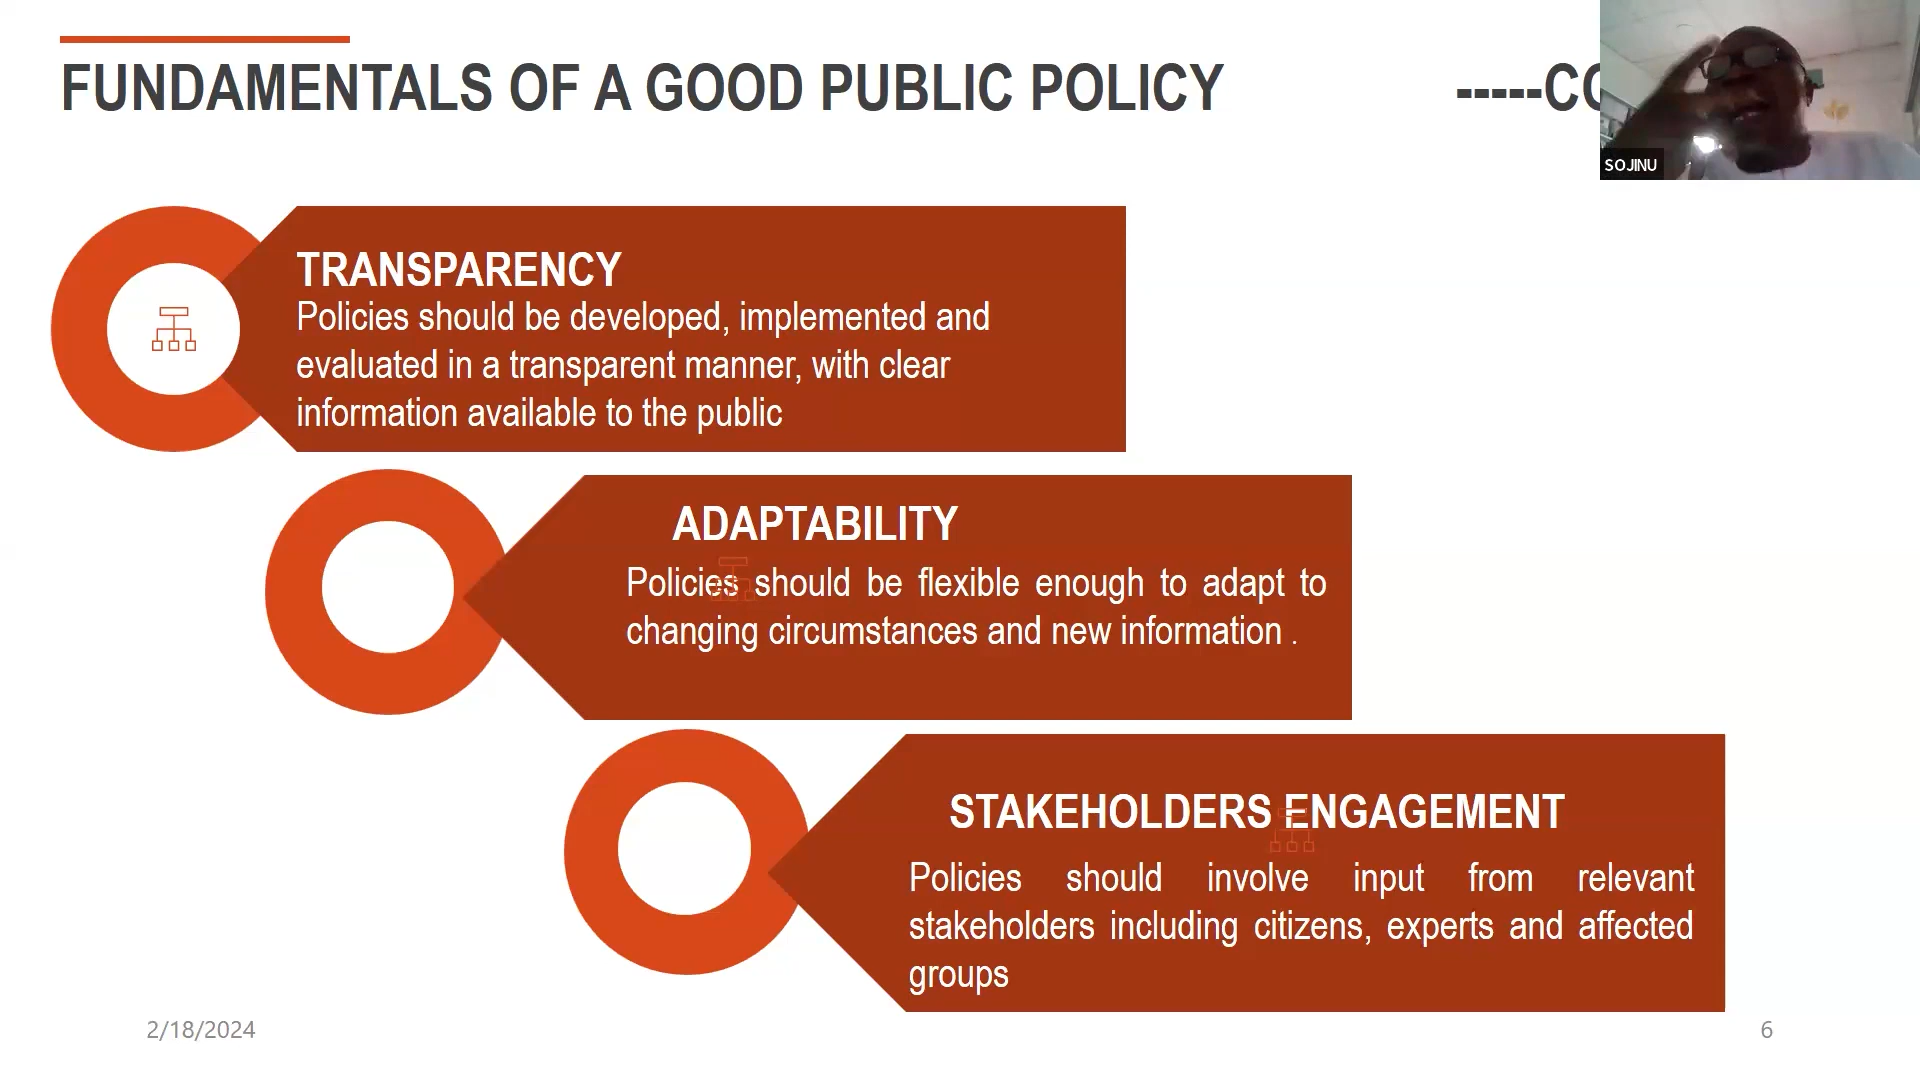 FUNDAMENTALS OF A GOOD PUBLIC POLICY -----CO
SOJINU
TRANSPARENCY
Policies should be developed, implemented and
evaluated in a transparent manner, with clear
information available to the public
ADAPTABILITY
Policies should be flexible enough to adapt to
changing circumstances and new information .
STAKEHOLDERS ENGAGEMENT
Policies should involve input from relevant
stakeholders including citizens, experts and affected
groups
2/18/2024
6